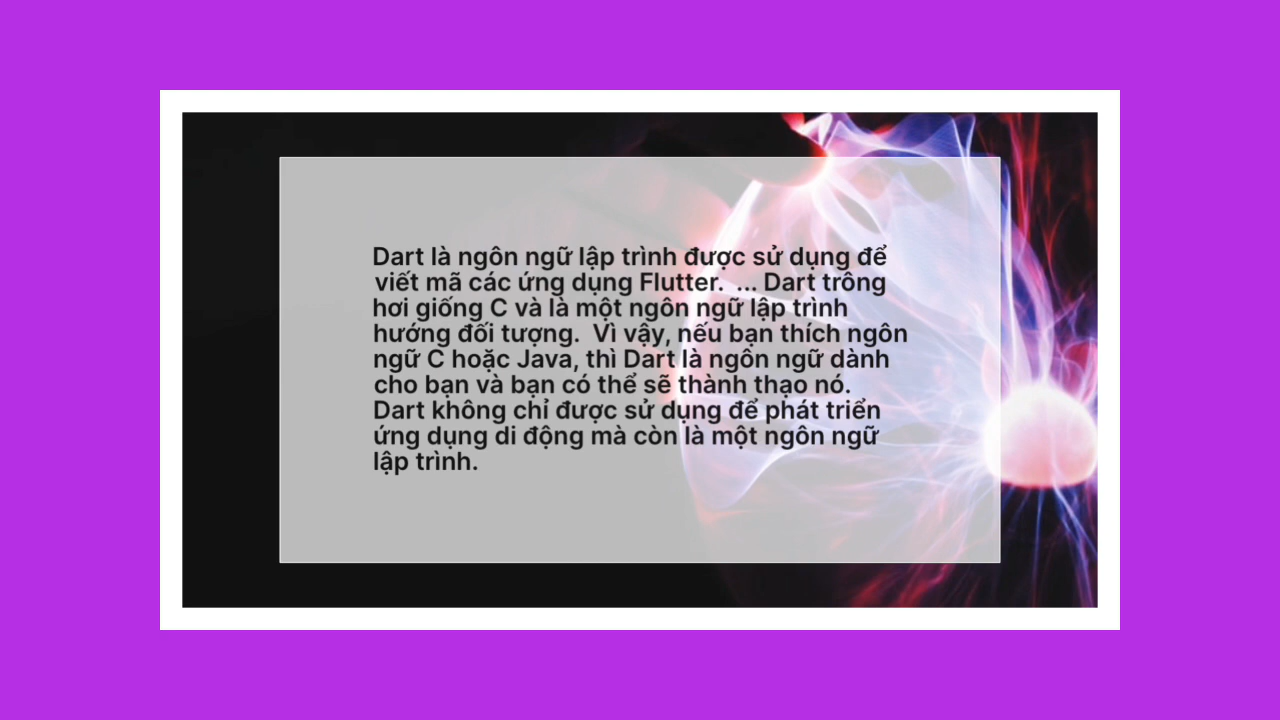 Dart là ngôn ngữ lập trình được sử dụng để
viết mã các ứng dụng Flutter.  ... Dart trông
hơi giống C và là một ngôn ngữ lập trình
hướng đối tượng.  Vì vậy, nếu bạn thích ngôn
ngữ C hoặc Java, thì Dart là ngôn ngữ dành
cho bạn và bạn có thể sẽ thành thạo nó.
Dart không chỉ được sử dụng để phát triển
ứng dụng di động mà còn là một ngôn ngữ
lập trình.